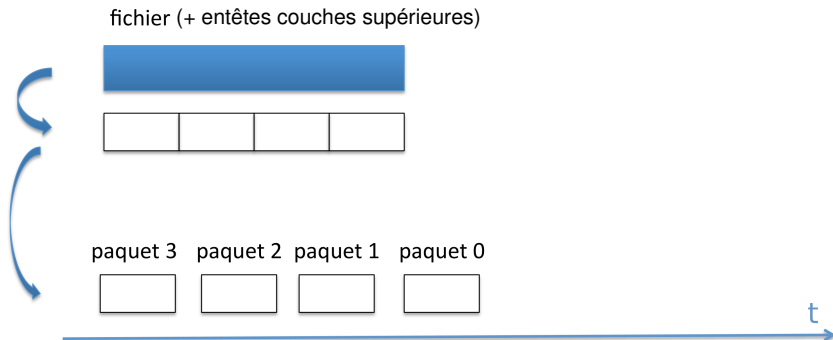 fichier (+ entêtes couches supérieures)
paquet 3 paquet 2 paquet 1 paquet 0
t